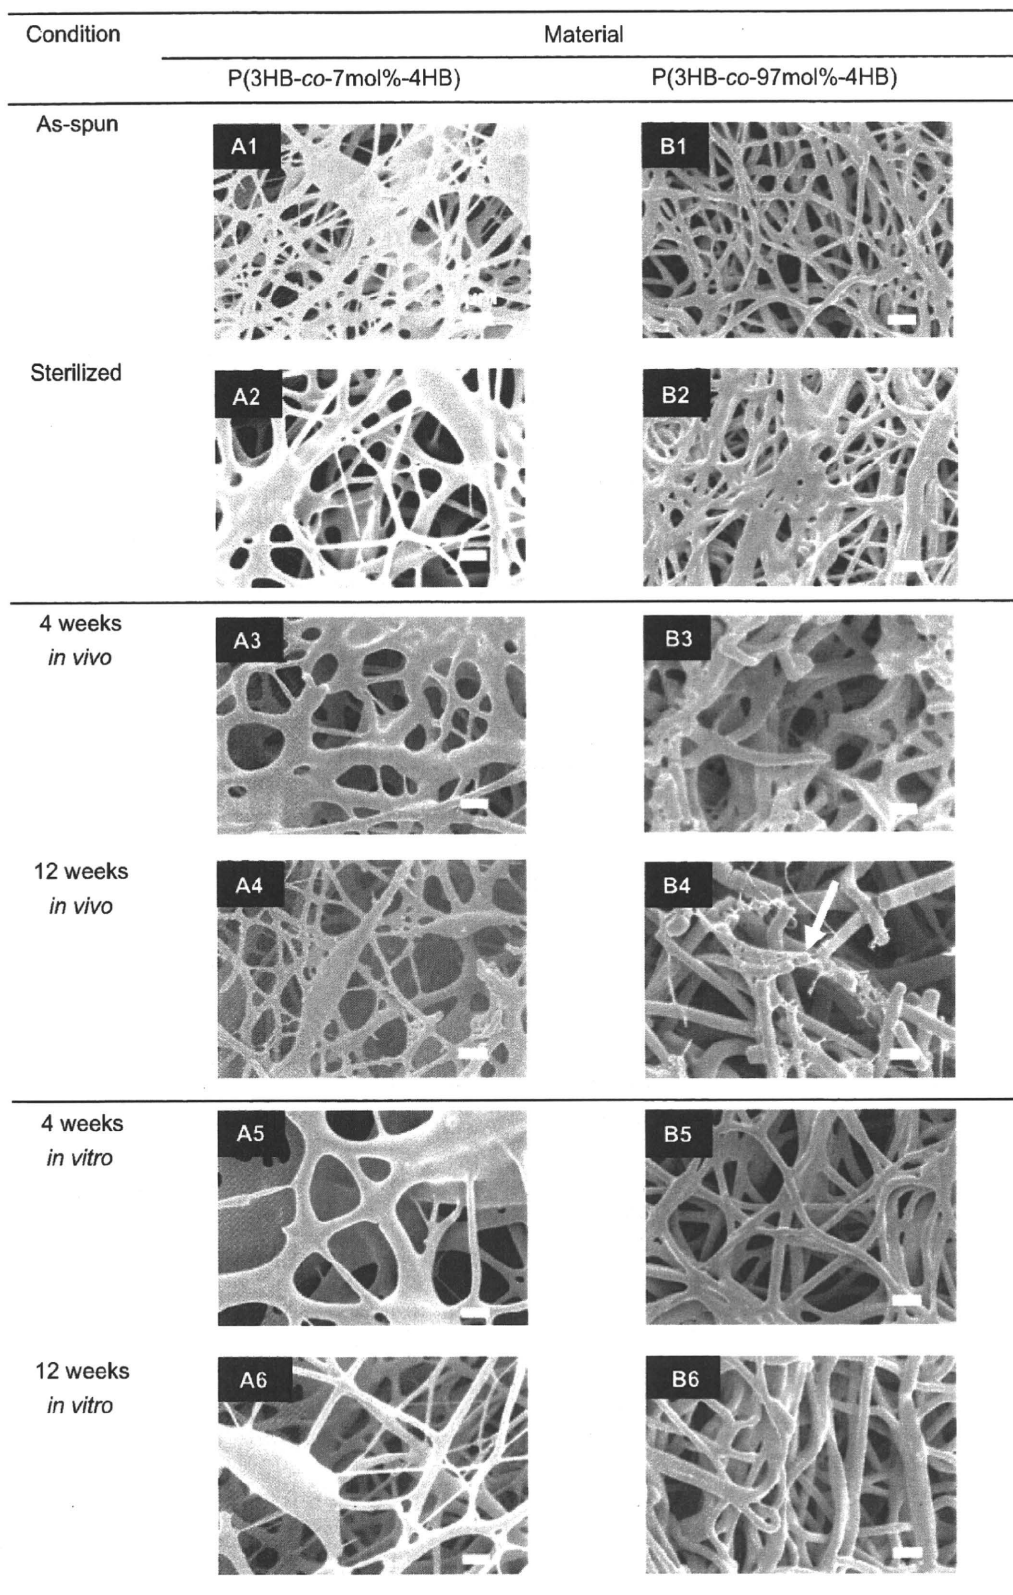 Condition Material
P(3HB-co-7mol%-4HB) P(3HB-co-97mol%-4HB)
As-spun
A1 B1
Sterilized
A2 B2
4 weeks
in vivo
A3 B3
12 weeks
in vivo
A4 B4
4 weeks
in vitro
A5 B5
12 weeks
in vitro
A6 B6